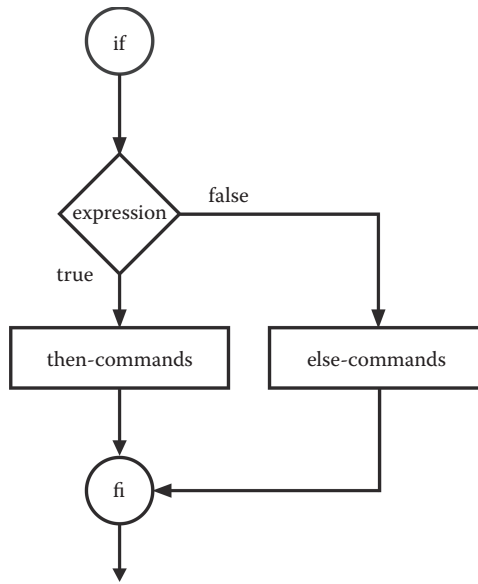 if
expression
false
true
then-commands
else-commands
fi